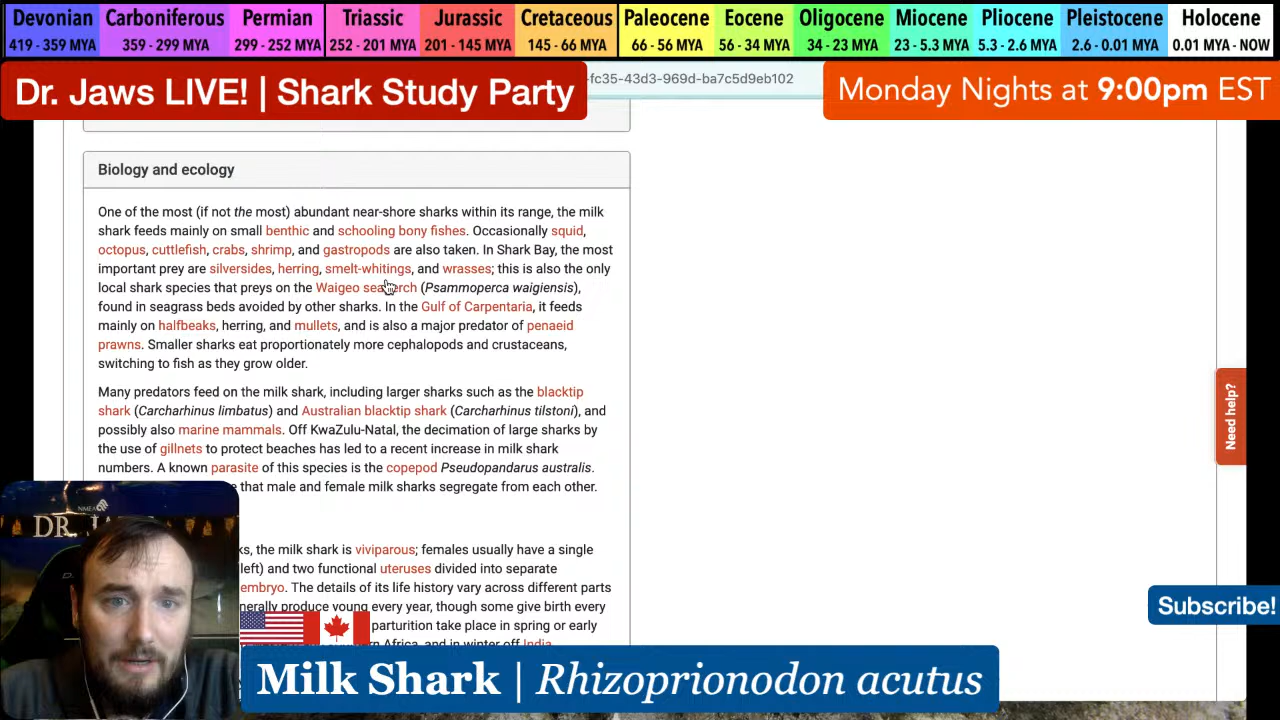 Devonian Carboniferous Permian Triassic Jurassic Cretaceous Paleocene Eocene Oligocene Miocene Pliocene Pleistocene Holocene
419 - 359 MYA 359 - 299 MYA 299 - 252 MYA 252 - 201 MYA 201 - 145 MYA 145 - 66 MYA 66 - 56 MYA 56 - 34 MYA 34 - 23 MYA 23 - 5.3 MYA 5.3 - 2.6 MYA 2.6 - 0.01 MYA 0.01 MYA - NOW
-fc35-43d3-969d-ba7c5d9eb102
Dr. Jaws LIVE! | Shark Study Party
Monday Nights at 9:00pm EST
Biology and ecology
One of the most (if not the most) abundant near-shore sharks within its range, the milk
shark feeds mainly on small benthic and schooling bony fishes. Occasionally squid,
octopus, cuttlefish, crabs, shrimp, and gastropods are also taken. In Shark Bay, the most
important prey are silversides, herring, smelt-whitings, and wrasses; this is also the only
local shark species that preys on the Waigeo seaperch (Psammoperca waigiensis),
found in seagrass beds avoided by other sharks. In the Gulf of Carpentaria, it feeds
mainly on halfbeaks, herring, and mullets, and is also a major predator of penaeid
prawns. Smaller sharks eat proportionately more cephalopods and crustaceans,
switching to fish as they grow older.
Many predators feed on the milk shark, including larger sharks such as the blacktip
shark (Carcharhinus limbatus) and Australian blacktip shark (Carcharhinus tilstoni), and
possibly also marine mammals. Off KwaZulu-Natal, the decimation of large sharks by
the use of gillnets to protect beaches has led to a recent increase in milk shark
numbers. A known parasite of this species is the copepod Pseudopandarus australis.
that male and female milk sharks segregate from each other.
ks, the milk shark is viviparous; females usually have a single
left) and two functional uteruses divided into separate
embryo. The details of its life history vary across different parts
nerally produce young every year, though some give birth every
parturition take place in spring or early
rn Africa, and in winter off India.
Need help?
NMEA
DR. JA
Subscribe!
Milk Shark | Rhizoprionodon acutus